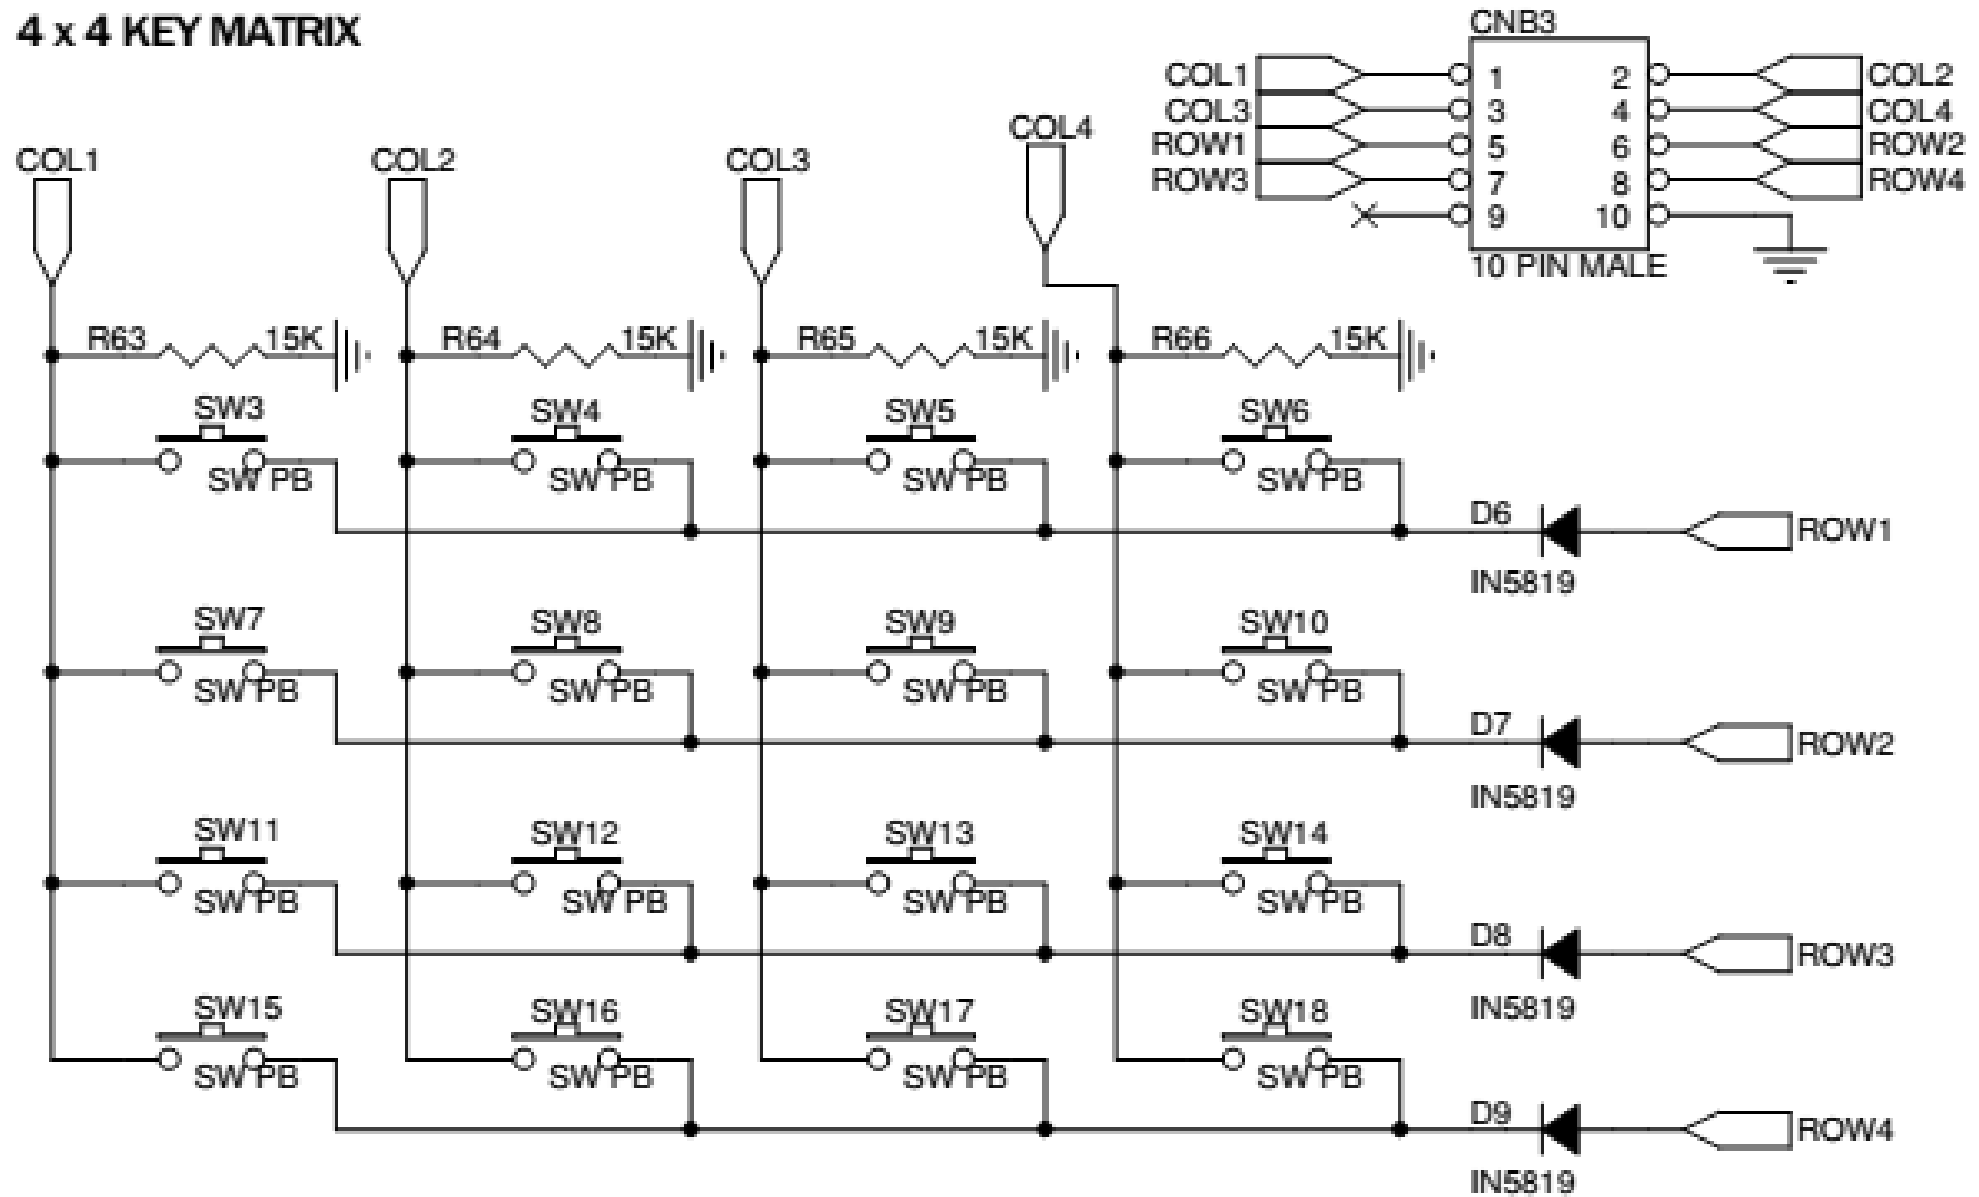 4 x 4 KEY MATRIX
CNB3
COL1 1 2 COL2
COL3 3 4 COL4
ROW1 5 6 ROW2
ROW3 7 8 ROW4
9 10
10 PIN MALE
COL1 COL2 COL3 COL4
R63 15K R64 15K R65 15K R66 15K
SW3 SW4 SW5 SW6
SW PB SW PB SW PB SW PB
D6 ROW1
IN5819
SW7 SW8 SW9 SW10
SW PB SW PB SW PB SW PB
D7 ROW2
IN5819
SW11 SW12 SW13 SW14
SW PB SW PB SW PB SW PB
D8 ROW3
IN5819
SW15 SW16 SW17 SW18
SW PB SW PB SW PB SW PB
D9 ROW4
IN5819